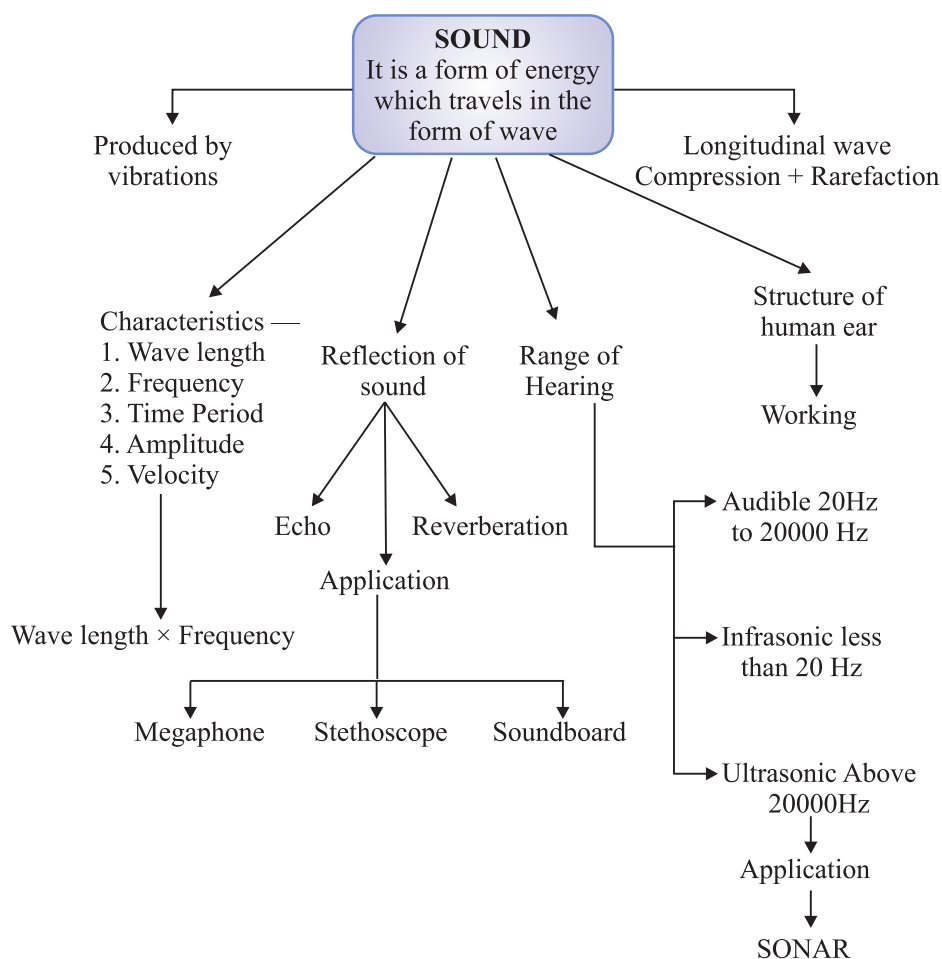 SOUND
It is a form of energy
which travels in the
form of wave
Produced by
vibrations
Longitudinal wave
Compression + Rarefaction
Characteristics —
1. Wave length
2. Frequency
3. Time Period
4. Amplitude
5. Velocity
Wave length × Frequency
Reflection of
sound
Echo
Reverberation
Application
Megaphone
Stethoscope
Soundboard
Range of
Hearing
Audible 20Hz
to 20000 Hz
Infrasonic less
than 20 Hz
Ultrasonic Above
20000Hz
Application
SONAR
Structure of
human ear
Working